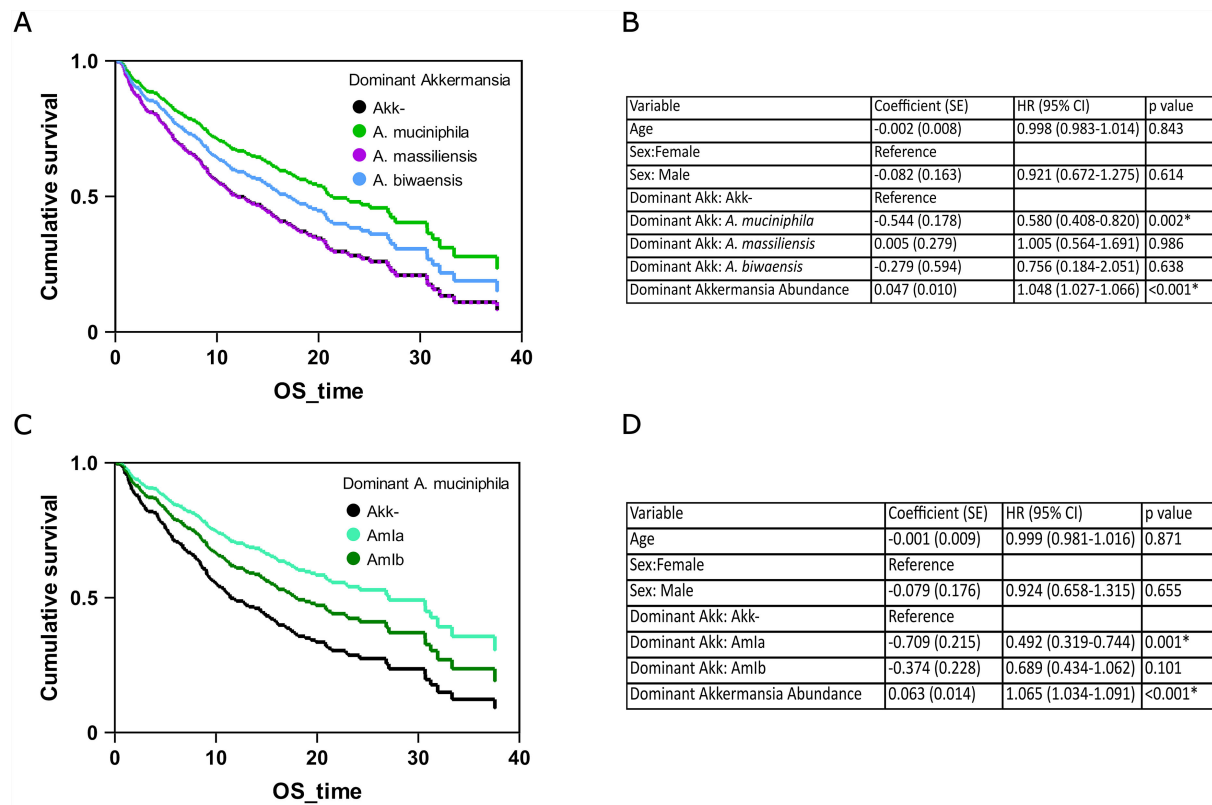 A
Cumulative survival
1.0
0.5
0
0 10 20 30 40
OS_time
Dominant Akkermansia
Akk-
A. muciniphila
A. massiliensis
A. biwaensis
B
Variable Coefficient (SE) HR (95% CI) p value
Age -0.002 (0.008) 0.998 (0.983-1.014) 0.843
Sex:Female Reference
Sex: Male -0.082 (0.163) 0.921 (0.672-1.275) 0.614
Dominant Akk: Akk- Reference
Dominant Akk: A. muciniphila -0.544 (0.178) 0.580 (0.408-0.820) 0.002*
Dominant Akk: A. massiliensis 0.005 (0.279) 1.005 (0.564-1.691) 0.986
Dominant Akk: A. biwaensis -0.279 (0.594) 0.756 (0.184-2.051) 0.638
Dominant Akkermansia Abundance 0.047 (0.010) 1.048 (1.027-1.066) <0.001*
C
Cumulative survival
1.0
0.5
0
0 10 20 30 40
OS_time
Dominant A. muciniphila
Akk-
AmIa
AmIb
D
Variable Coefficient (SE) HR (95% CI) p value
Age -0.001 (0.009) 0.999 (0.981-1.016) 0.871
Sex:Female Reference
Sex: Male -0.079 (0.176) 0.924 (0.658-1.315) 0.655
Dominant Akk: Akk- Reference
Dominant Akk: AmIa -0.709 (0.215) 0.492 (0.319-0.744) 0.001*
Dominant Akk: AmIb -0.374 (0.228) 0.689 (0.434-1.062) 0.101
Dominant Akkermansia Abundance 0.063 (0.014) 1.065 (1.034-1.091) <0.001*